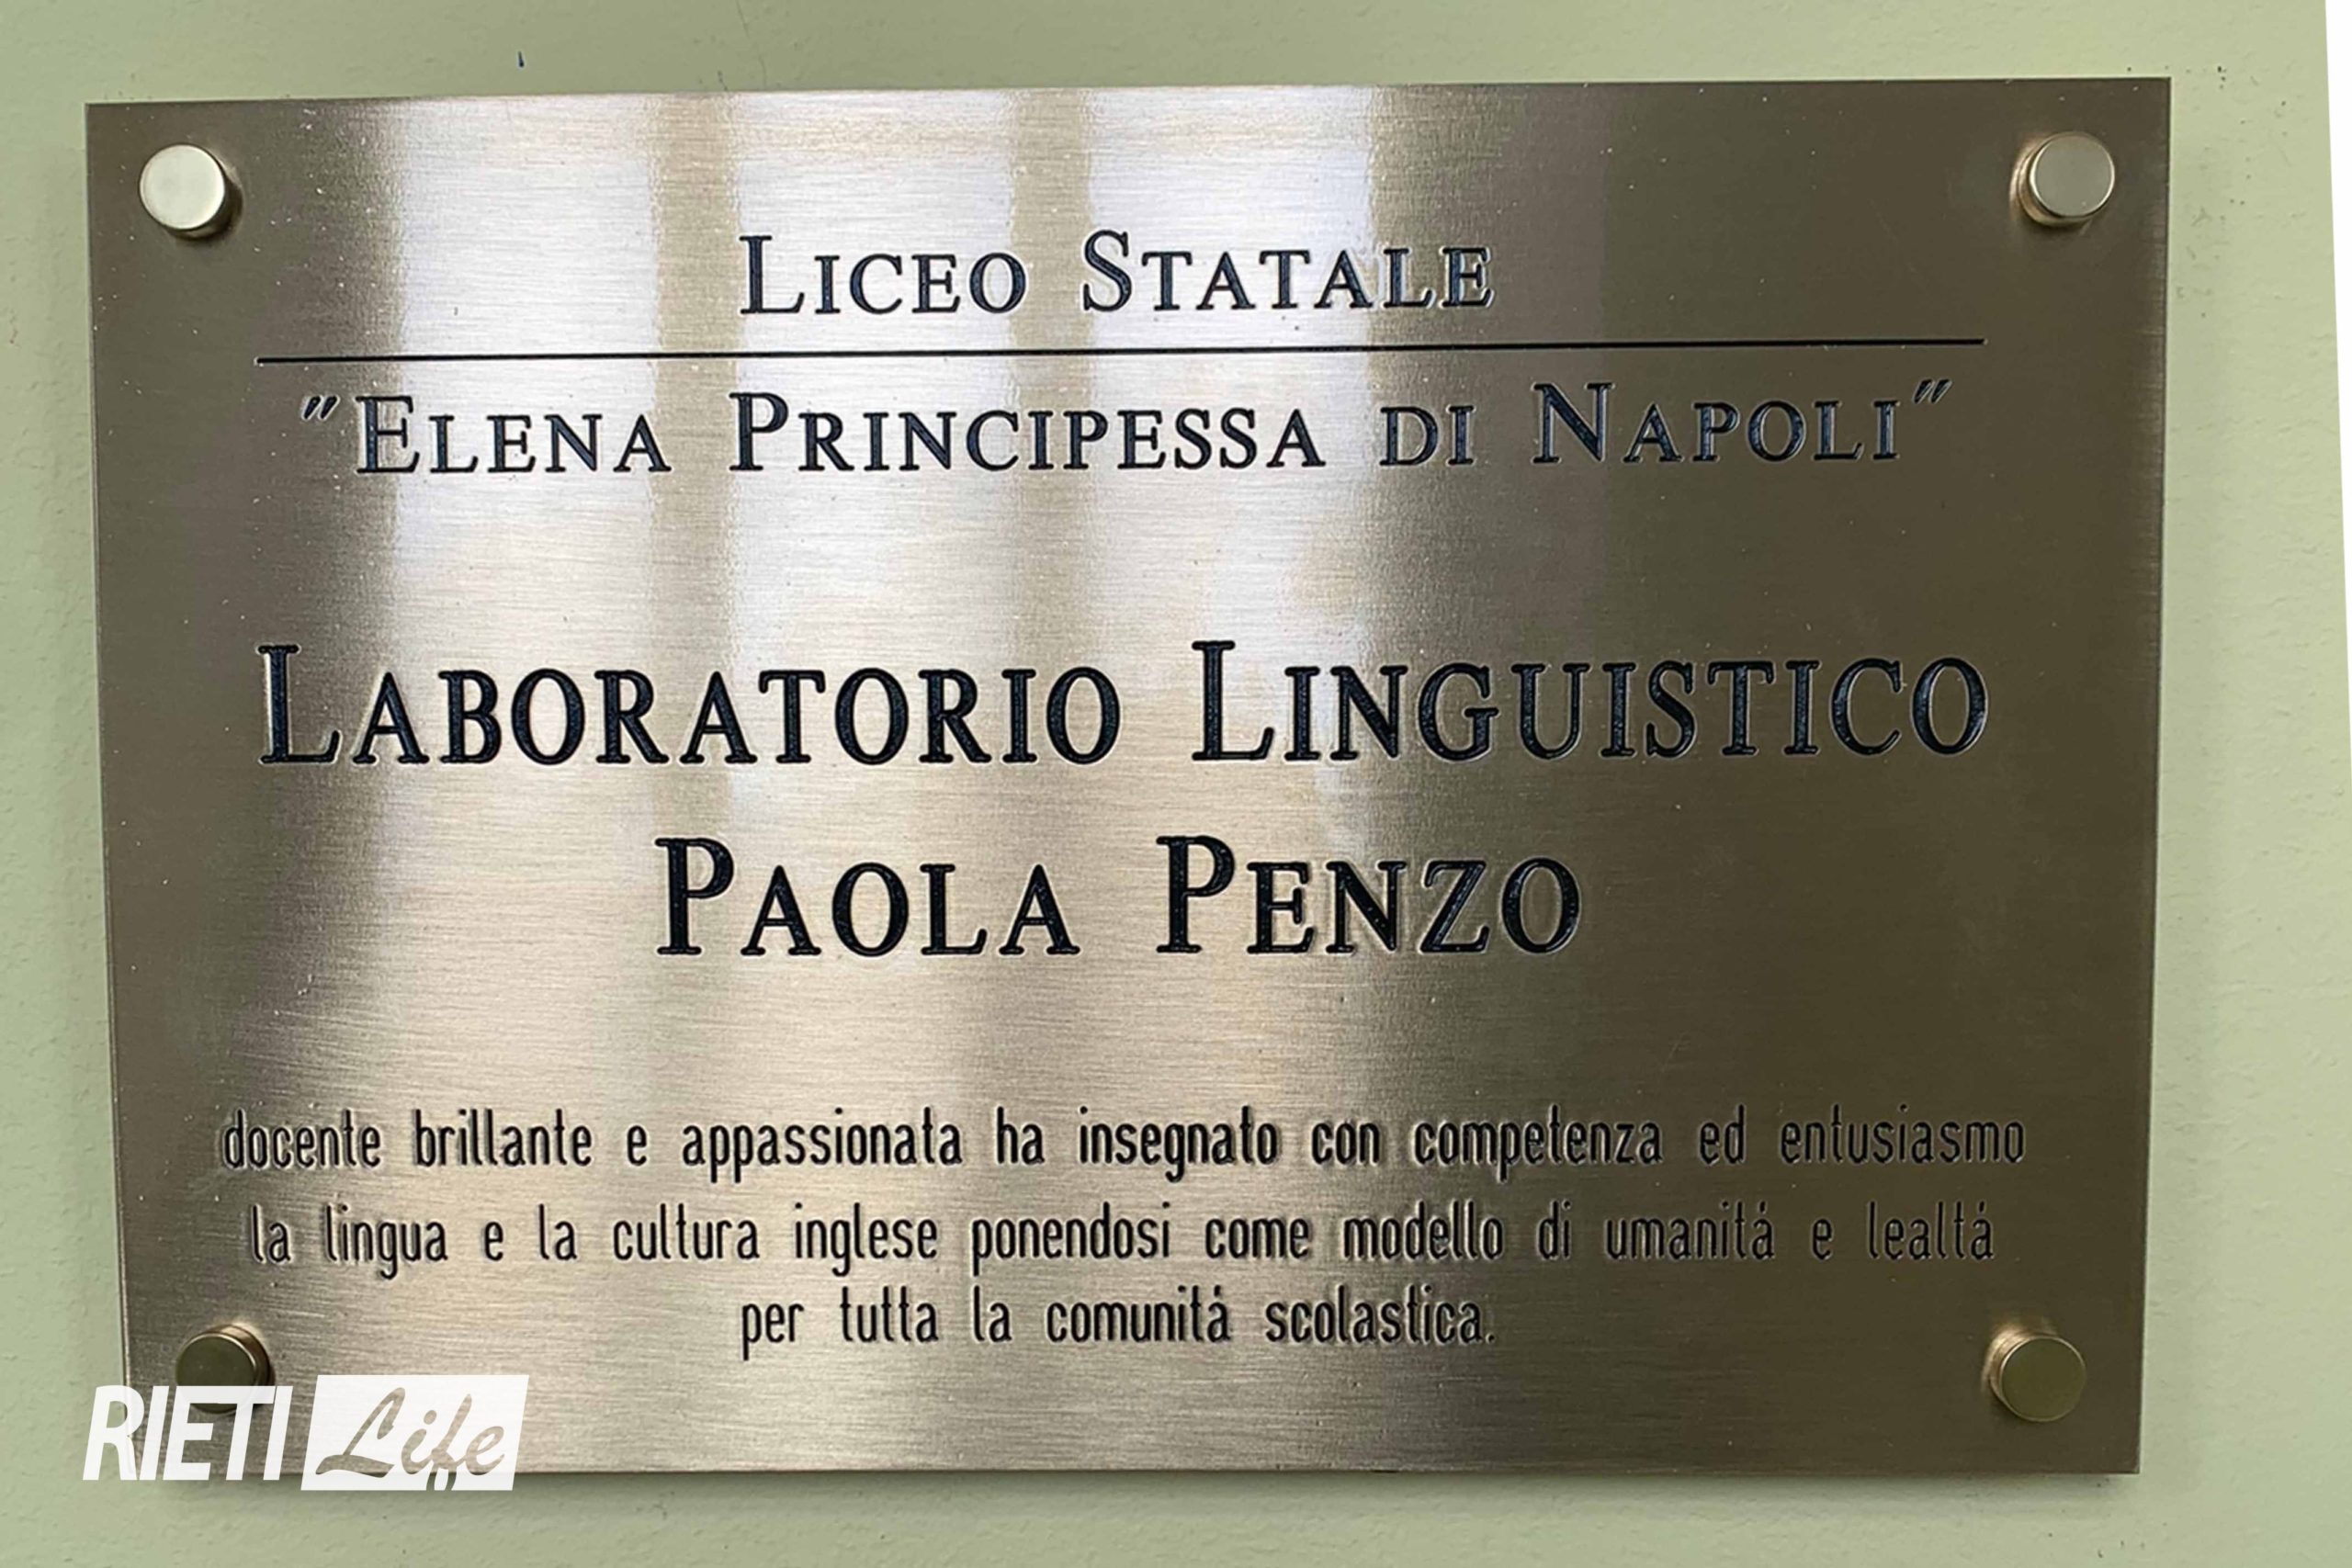 LICEO STATALE
"ELENA PRINCIPESSA DI NAPOLI"
LABORATORIO LINGUISTICO
PAOLA PENZO
docente brillante e appassionata ha insegnato con competenza ed entusiasmo
la lingua e la cultura inglese ponendosi come modello di umanitá e lealtá
per tutta la comunitá scolastica.
RIETI Life